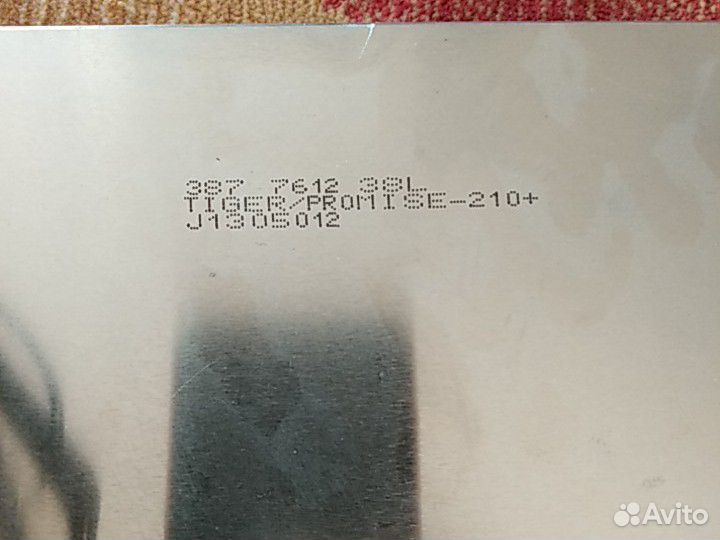 387 7612 38L
TIGER/PROMISE-210+
J1305012
Avito